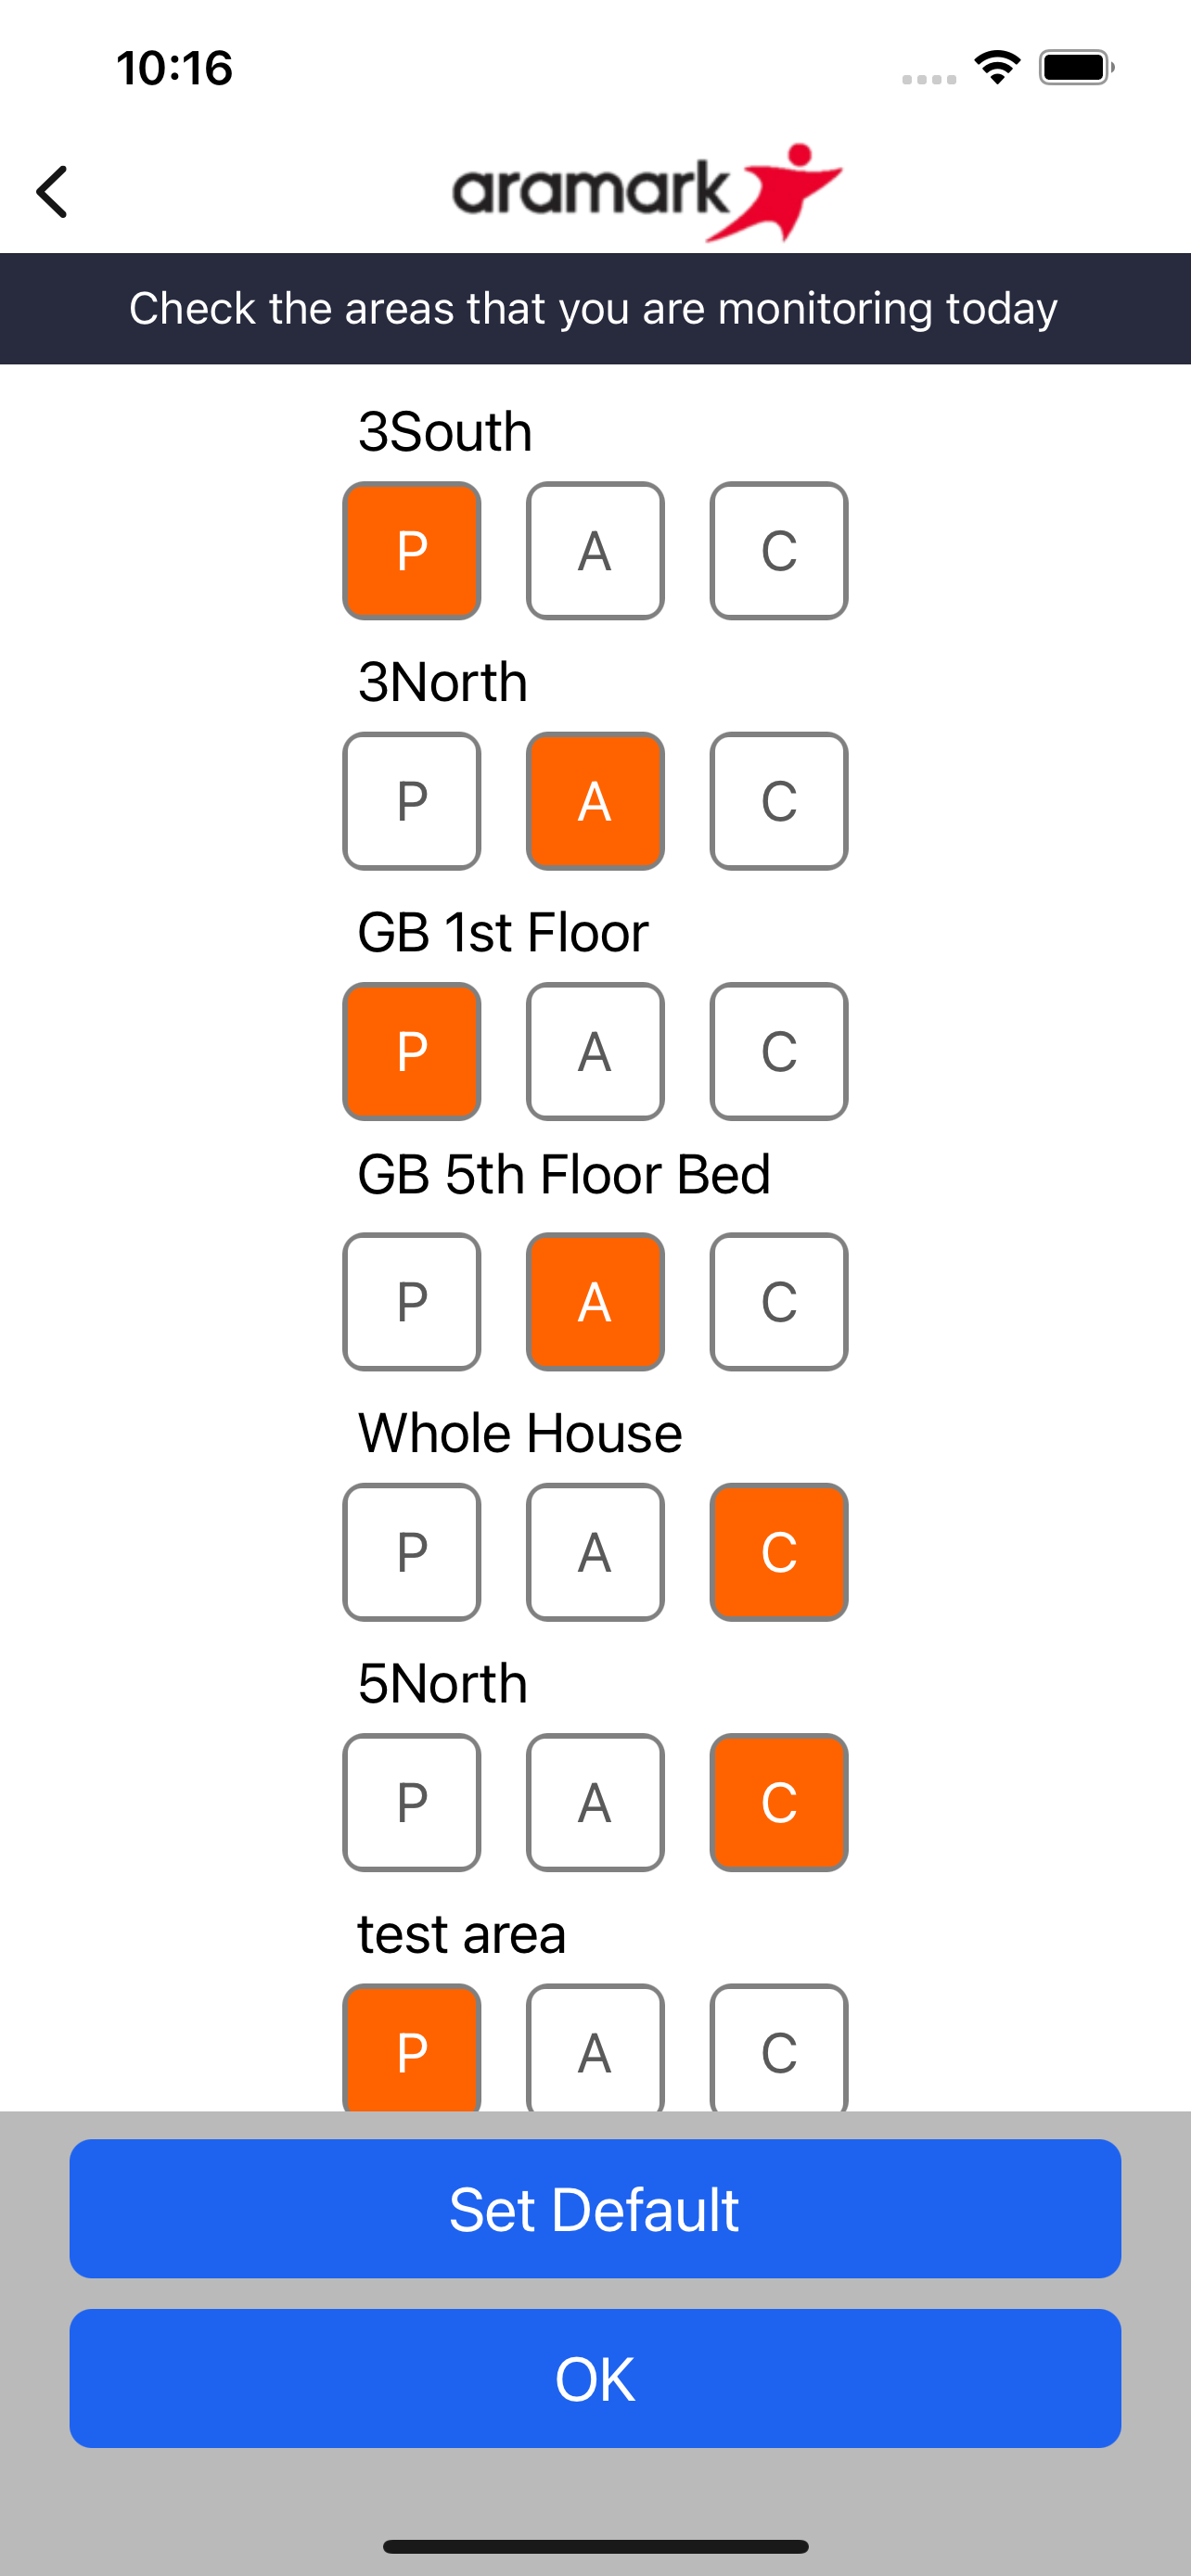 10:16
aramark
Check the areas that you are monitoring today
3South
P A C
3North
P A C
GB 1st Floor
P A C
GB 5th Floor Bed
P A C
Whole House
P A C
5North
P A C
test area
P A C
Set Default
OK